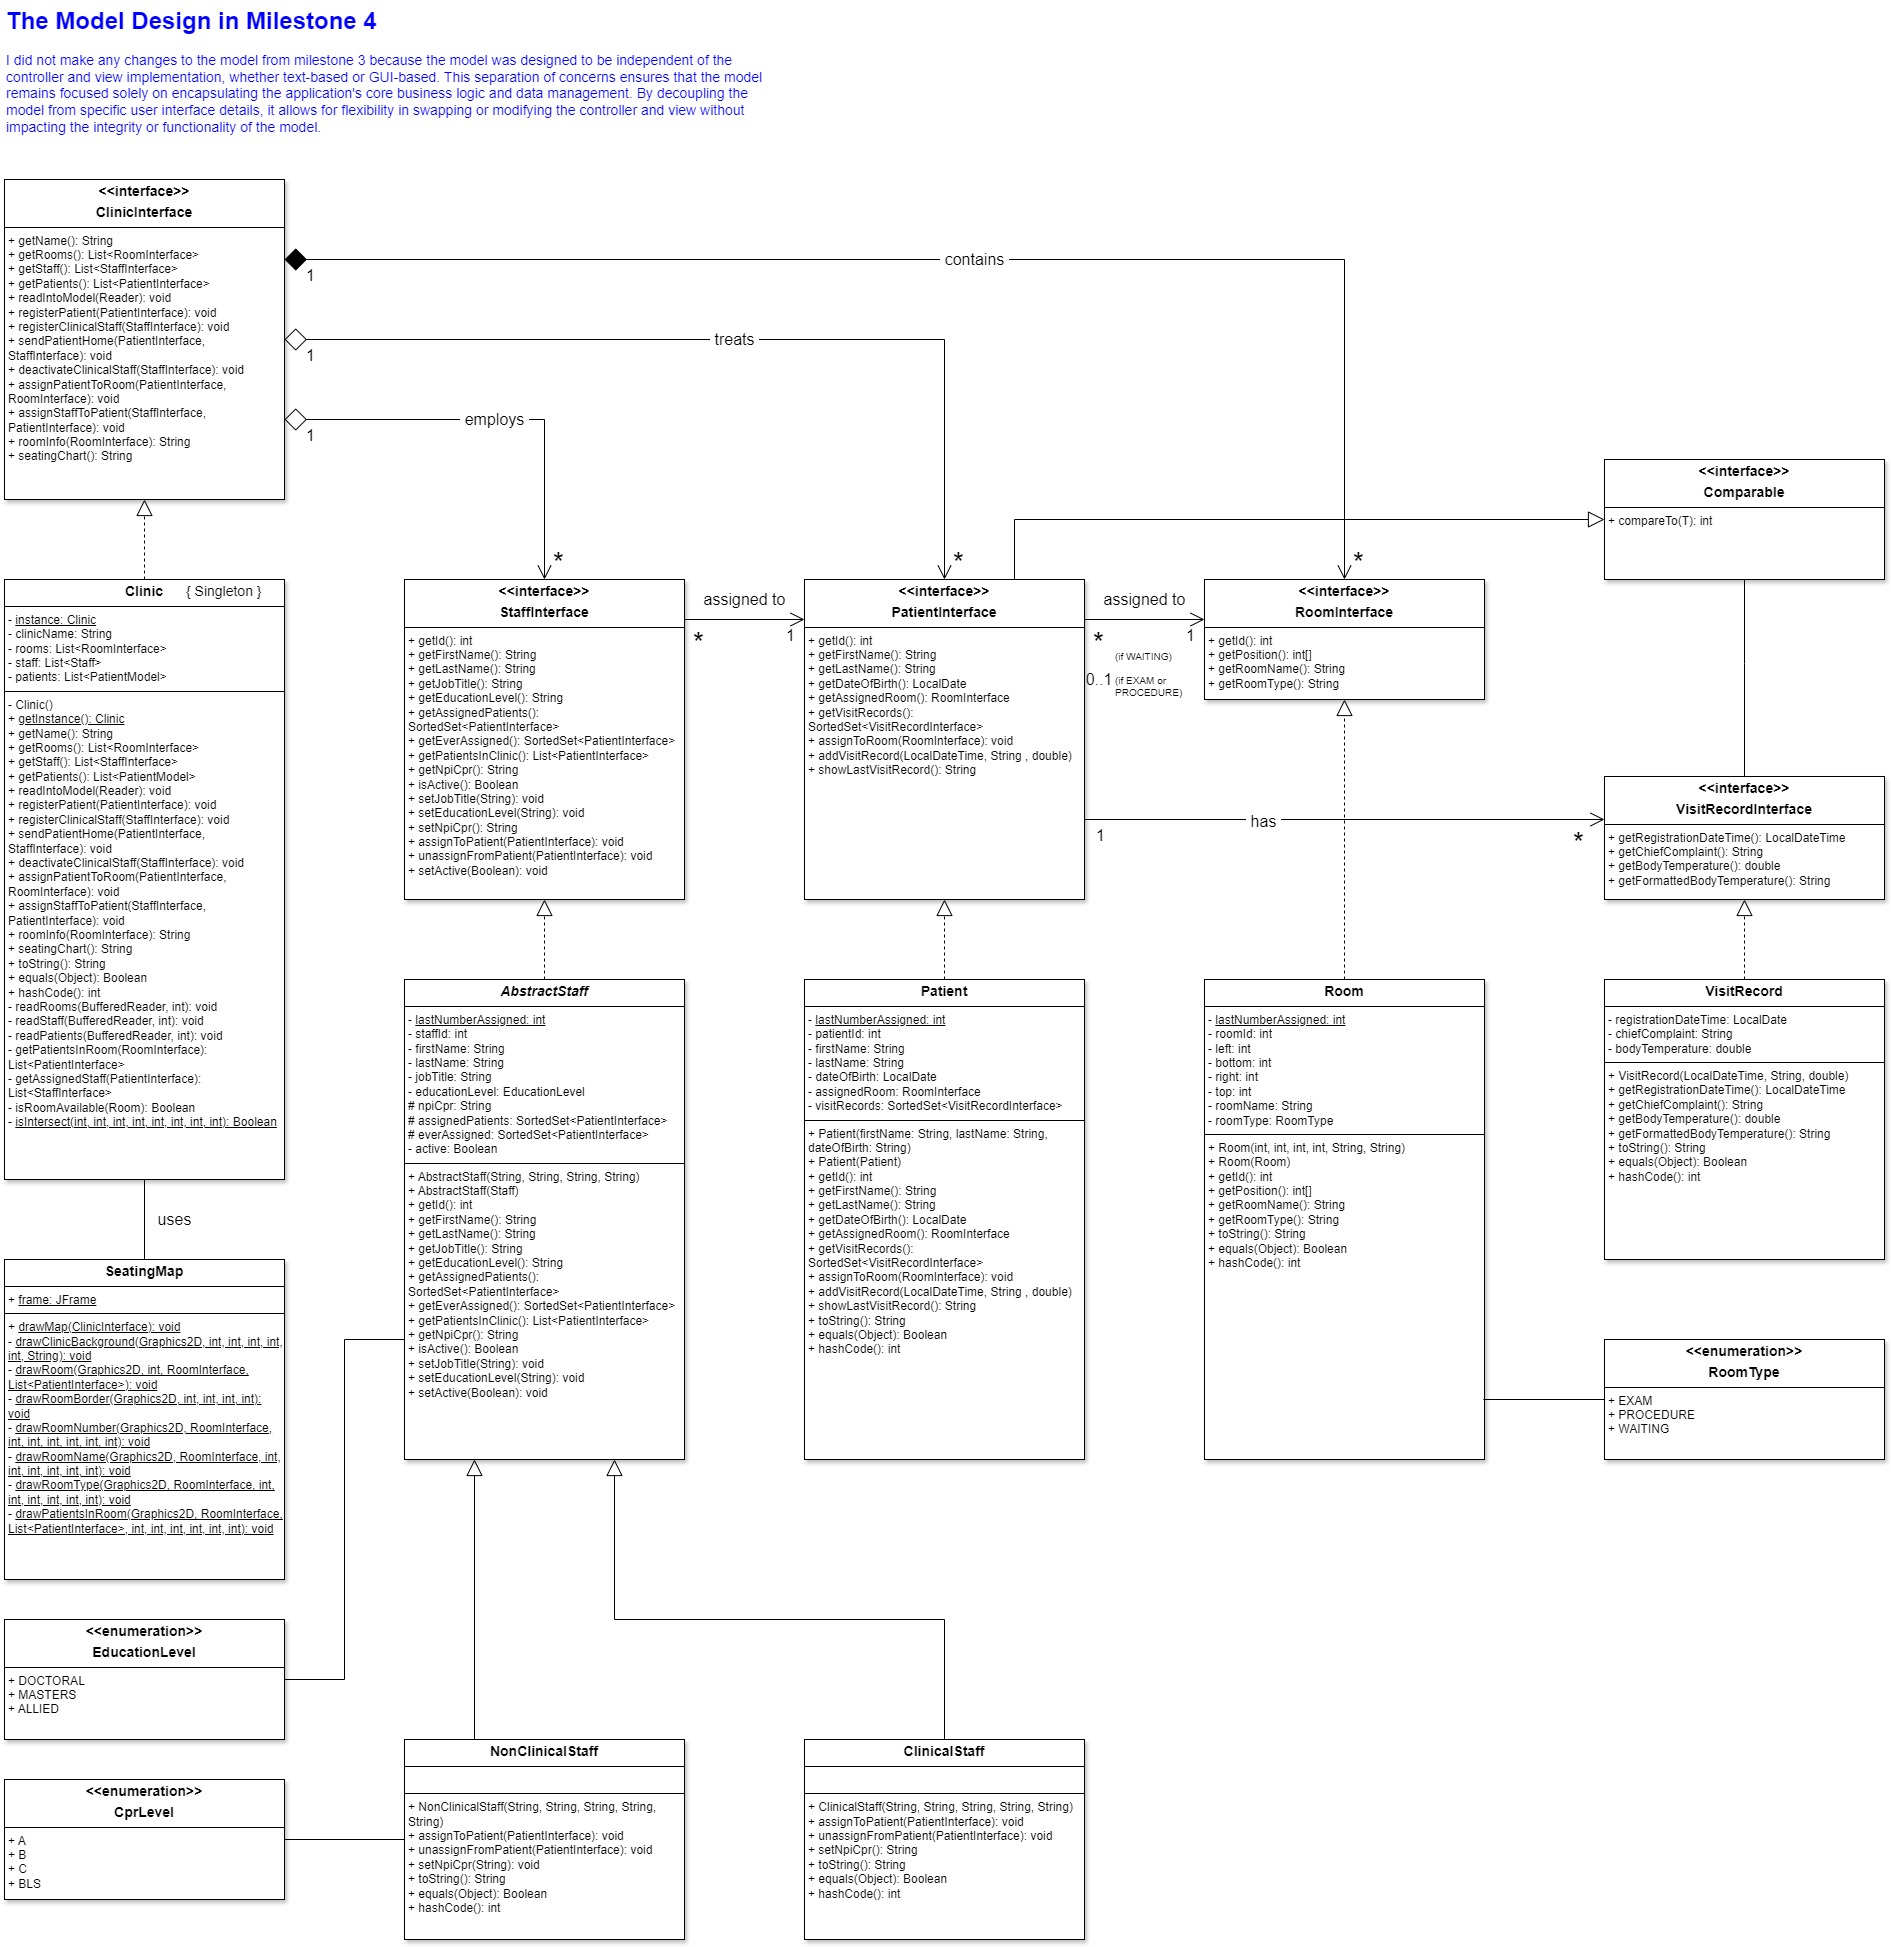 The Model Design in Milestone 4
I did not make any changes to the model from milestone 3 because the model was designed to be independent of the
controller and view implementation, whether text-based or GUI-based. This separation of concerns ensures that the model
remains focused solely on encapsulating the application's core business logic and data management. By decoupling the
model from specific user interface details, it allows for flexibility in swapping or modifying the controller and view without
impacting the integrity or functionality of the model.
<<interface>>
ClinicInterface
+ getName(): String
+ getRooms(): List<RoomInterface>
+ getStaff(): List<StaffInterface>
+ getPatients(): List<PatientInterface>
+ readIntoModel(Reader): void
+ registerPatient(PatientInterface): void
+ registerClinicalStaff(StaffInterface): void
+ sendPatientHome(PatientInterface,
StaffInterface): void
+ deactivateClinicalStaff(StaffInterface): void
+ assignPatientToRoom(PatientInterface,
RoomInterface): void
+ assignStaffToPatient(StaffInterface,
PatientInterface): void
+ roomInfo(RoomInterface): String
+ seatingChart(): String
contains
1
*
treats
1
*
employs
1
*
<<interface>>
Comparable
+ compareTo(T): int
Clinic { Singleton }
- instance: Clinic
- clinicName: String
- rooms: List<RoomInterface>
- staff: List<Staff>
- patients: List<PatientModel>
- Clinic()
+ getInstance(): Clinic
+ getName(): String
+ getRooms(): List<RoomInterface>
+ getStaff(): List<StaffInterface>
+ getPatients(): List<PatientModel>
+ readIntoModel(Reader): void
+ registerPatient(PatientInterface): void
+ registerClinicalStaff(StaffInterface): void
+ sendPatientHome(PatientInterface,
StaffInterface): void
+ deactivateClinicalStaff(StaffInterface): void
+ assignPatientToRoom(PatientInterface,
RoomInterface): void
+ assignStaffToPatient(StaffInterface,
PatientInterface): void
+ roomInfo(RoomInterface): String
+ seatingChart(): String
+ toString(): String
+ equals(Object): Boolean
+ hashCode(): int
- readRooms(BufferedReader, int): void
- readStaff(BufferedReader, int): void
- readPatients(BufferedReader, int): void
- getPatientsInRoom(RoomInterface):
List<PatientInterface>
- getAssignedStaff(PatientInterface):
List<StaffInterface>
- isRoomAvailable(Room): Boolean
- isIntersect(int, int, int, int, int, int, int, int): Boolean
<<interface>>
StaffInterface
+ getId(): int
+ getFirstName(): String
+ getLastName(): String
+ getJobTitle(): String
+ getEducationLevel(): String
+ getAssignedPatients():
SortedSet<PatientInterface>
+ getEverAssigned(): SortedSet<PatientInterface>
+ getPatientsInClinic(): List<PatientInterface>
+ getNpiCpr(): String
+ isActive(): Boolean
+ setJobTitle(String): void
+ setEducationLevel(String): void
+ setNpiCpr(): String
+ assignToPatient(PatientInterface): void
+ unassignFromPatient(PatientInterface): void
+ setActive(Boolean): void
assigned to
*
1
<<interface>>
PatientInterface
+ getId(): int
+ getFirstName(): String
+ getLastName(): String
+ getDateOfBirth(): LocalDate
+ getAssignedRoom(): RoomInterface
+ getVisitRecords():
SortedSet<VisitRecordInterface>
+ assignToRoom(RoomInterface): void
+ addVisitRecord(LocalDateTime, String , double)
+ showLastVisitRecord(): String
assigned to
*
1
(if WAITING)
0..1 (if EXAM or
PROCEDURE)
<<interface>>
RoomInterface
+ getId(): int
+ getPosition(): int[]
+ getRoomName(): String
+ getRoomType(): String
1
has
*
<<interface>>
VisitRecordInterface
+ getRegistrationDateTime(): LocalDateTime
+ getChiefComplaint(): String
+ getBodyTemperature(): double
+ getFormattedBodyTemperature(): String
AbstractStaff
- lastNumberAssigned: int
- staffId: int
- firstName: String
- lastName: String
- jobTitle: String
- educationLevel: EducationLevel
# npiCpr: String
# assignedPatients: SortedSet<PatientInterface>
# everAssigned: SortedSet<PatientInterface>
- active: Boolean
+ AbstractStaff(String, String, String, String)
+ AbstractStaff(Staff)
+ getId(): int
+ getFirstName(): String
+ getLastName(): String
+ getJobTitle(): String
+ getEducationLevel(): String
+ getAssignedPatients():
SortedSet<PatientInterface>
+ getEverAssigned(): SortedSet<PatientInterface>
+ getPatientsInClinic(): List<PatientInterface>
+ getNpiCpr(): String
+ isActive(): Boolean
+ setJobTitle(String): void
+ setEducationLevel(String): void
+ setActive(Boolean): void
Patient
- lastNumberAssigned: int
- patientId: int
- firstName: String
- lastName: String
- dateOfBirth: LocalDate
- assignedRoom: RoomInterface
- visitRecords: SortedSet<VisitRecordInterface>
+ Patient(firstName: String, lastName: String,
dateOfBirth: String)
+ Patient(Patient)
+ getId(): int
+ getFirstName(): String
+ getLastName(): String
+ getDateOfBirth(): LocalDate
+ getAssignedRoom(): RoomInterface
+ getVisitRecords():
SortedSet<VisitRecordInterface>
+ assignToRoom(RoomInterface): void
+ addVisitRecord(LocalDateTime, String , double)
+ showLastVisitRecord(): String
+ toString(): String
+ equals(Object): Boolean
+ hashCode(): int
Room
- lastNumberAssigned: int
- roomId: int
- left: int
- bottom: int
- right: int
- top: int
- roomName: String
- roomType: RoomType
+ Room(int, int, int, int, String, String)
+ Room(Room)
+ getId(): int
+ getPosition(): int[]
+ getRoomName(): String
+ getRoomType(): String
+ toString(): String
+ equals(Object): Boolean
+ hashCode(): int
VisitRecord
- registrationDateTime: LocalDate
- chiefComplaint: String
- bodyTemperature: double
+ VisitRecord(LocalDateTime, String, double)
+ getRegistrationDateTime(): LocalDateTime
+ getChiefComplaint(): String
+ getBodyTemperature(): double
+ getFormattedBodyTemperature(): String
+ toString(): String
+ equals(Object): Boolean
+ hashCode(): int
uses
SeatingMap
+ frame: JFrame
+ drawMap(ClinicInterface): void
- drawClinicBackground(Graphics2D, int, int, int, int,
int, String): void
- drawRoom(Graphics2D, int, RoomInterface,
List<PatientInterface>): void
- drawRoomBorder(Graphics2D, int, int, int, int):
void
- drawRoomNumber(Graphics2D, RoomInterface,
int, int, int, int, int, int): void
- drawRoomName(Graphics2D, RoomInterface, int,
int, int, int, int, int): void
- drawRoomType(Graphics2D, RoomInterface, int,
int, int, int, int, int): void
- drawPatientsInRoom(Graphics2D, RoomInterface,
List<PatientInterface>, int, int, int, int, int, int): void
<<enumeration>>
RoomType
+ EXAM
+ PROCEDURE
+ WAITING
<<enumeration>>
EducationLevel
+ DOCTORAL
+ MASTERS
+ ALLIED
<<enumeration>>
CprLevel
+ A
+ B
+ C
+ BLS
NonClinicalStaff
+ NonClinicalStaff(String, String, String, String,
String)
+ assignToPatient(PatientInterface): void
+ unassignFromPatient(PatientInterface): void
+ setNpiCpr(String): void
+ toString(): String
+ equals(Object): Boolean
+ hashCode(): int
ClinicalStaff
+ ClinicalStaff(String, String, String, String, String)
+ assignToPatient(PatientInterface): void
+ unassignFromPatient(PatientInterface): void
+ setNpiCpr(): String
+ toString(): String
+ equals(Object): Boolean
+ hashCode(): int